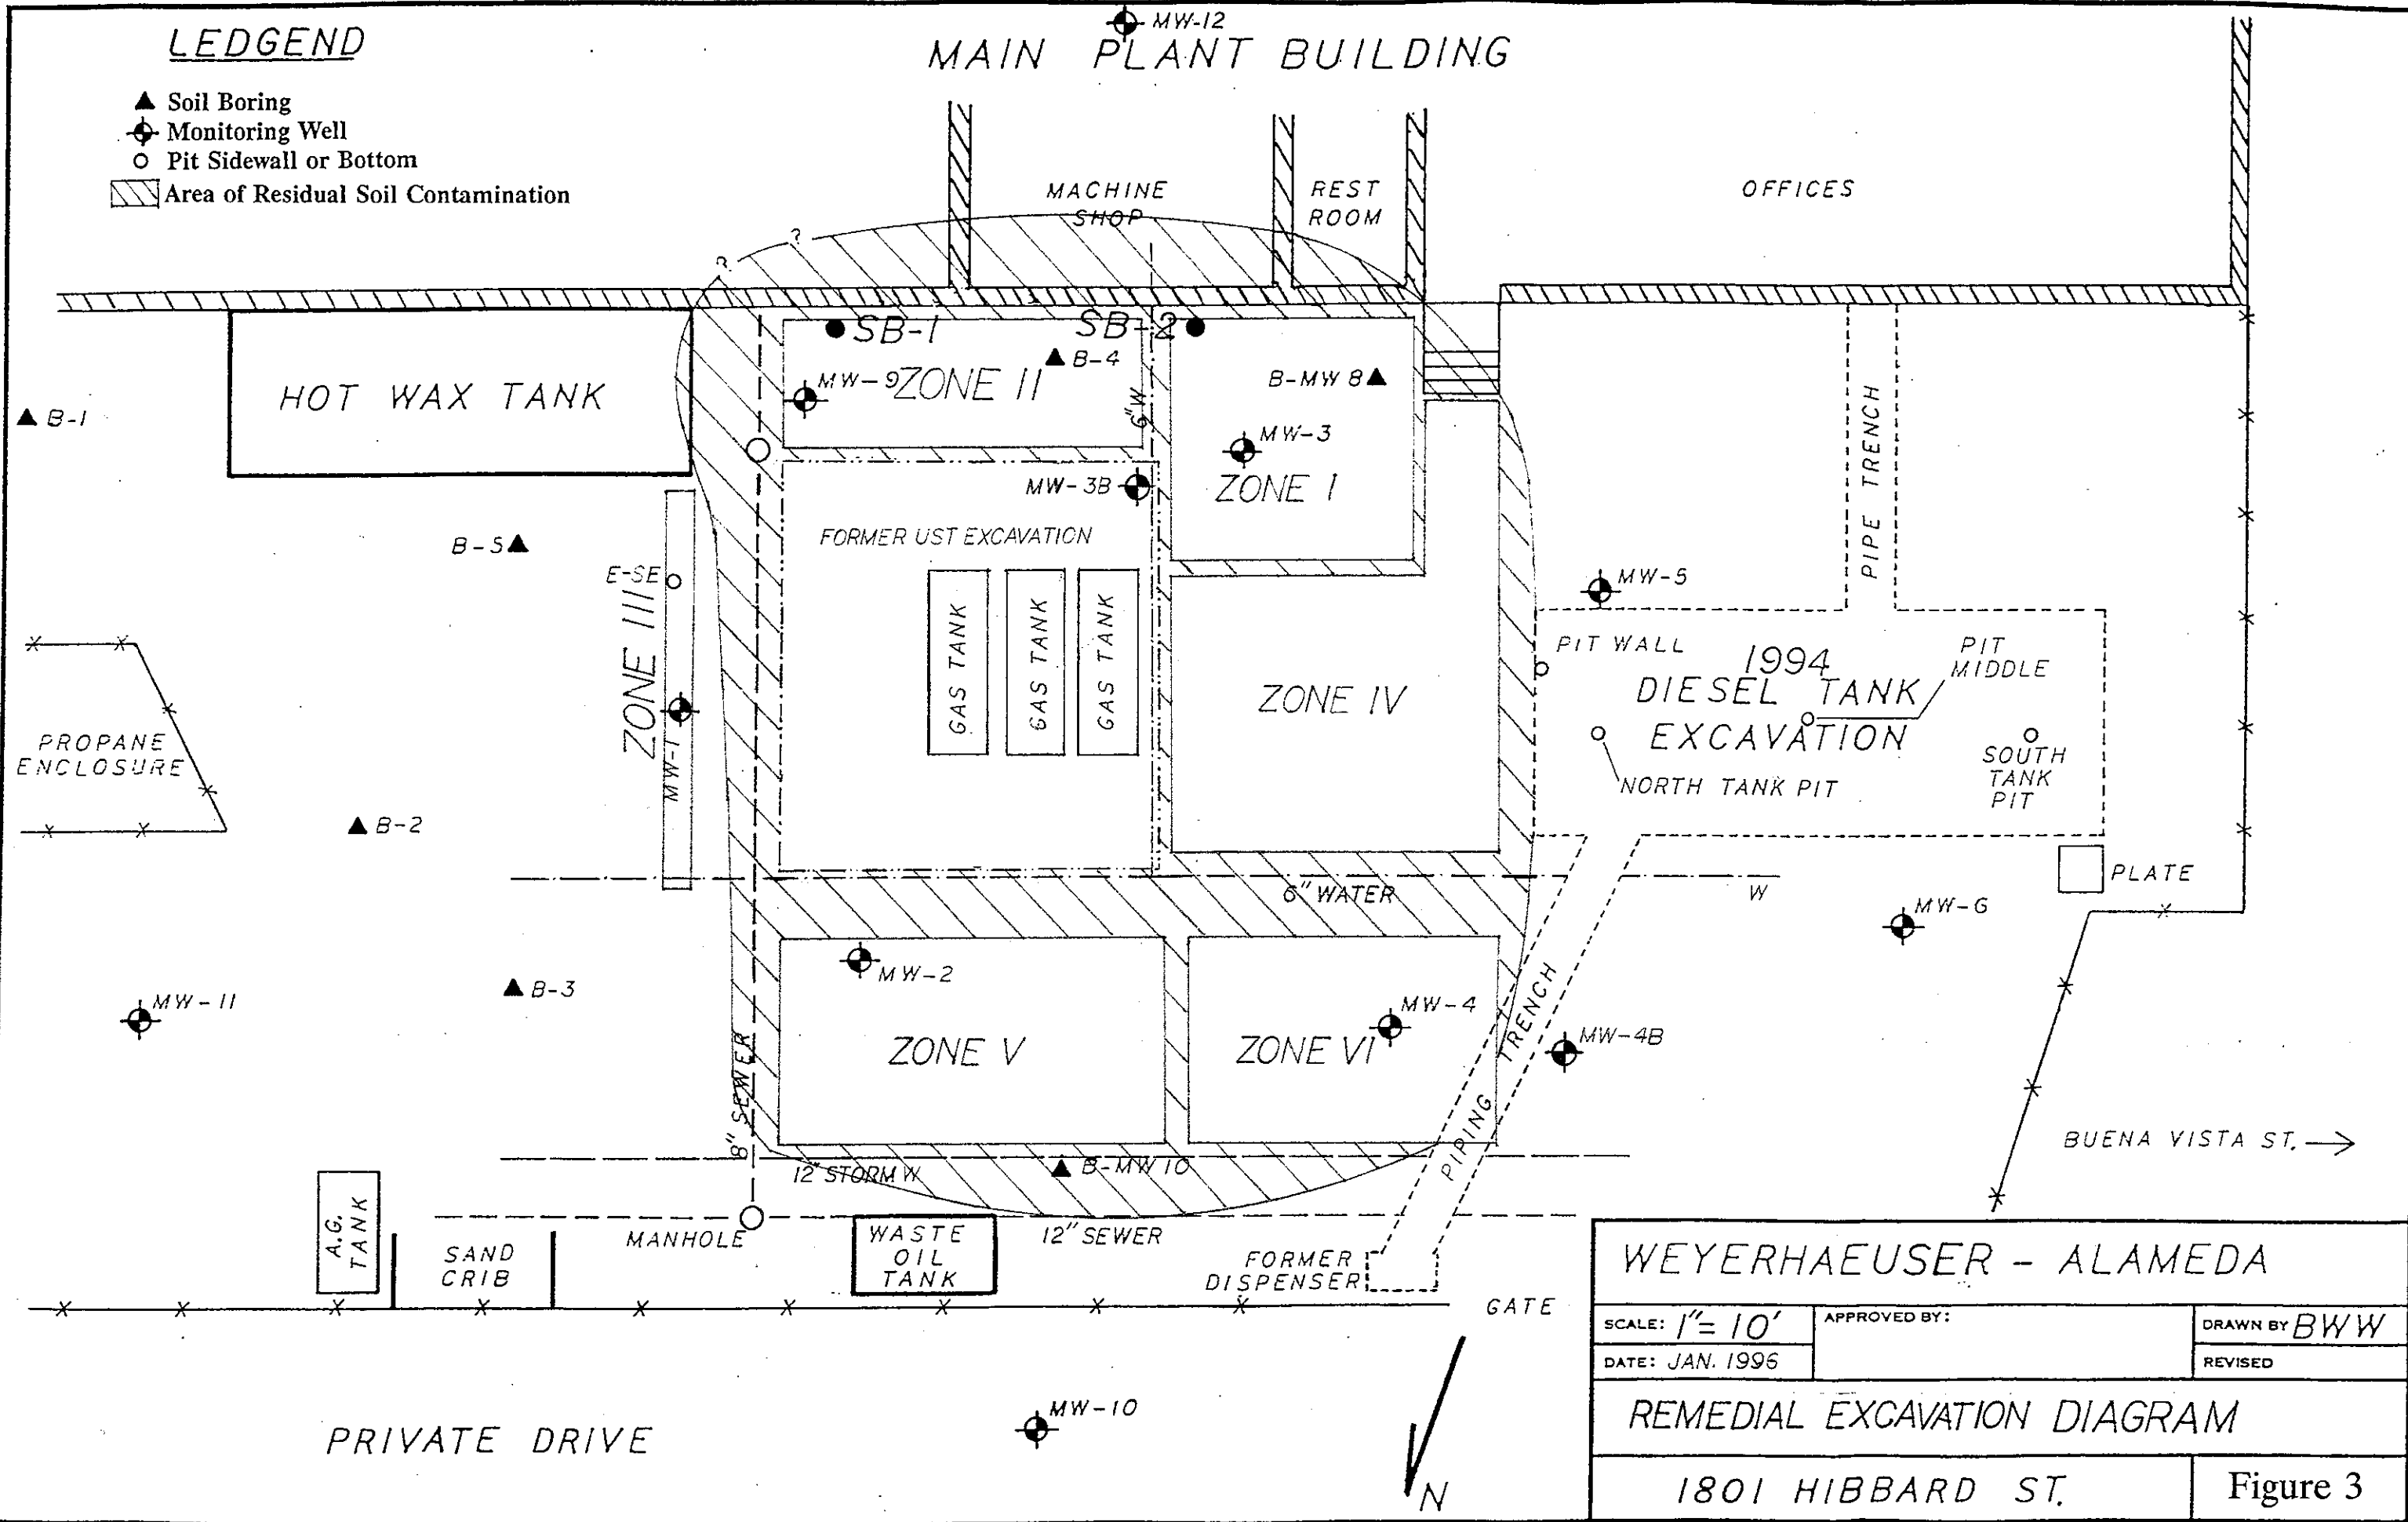 MW-12
MAIN PLANT BUILDING
LEDGEND
Soil Boring
Monitoring Well
Pit Sidewall or Bottom
Area of Residual Soil Contamination
MACHINE
SHOP
REST
ROOM
OFFICES
?
?
SB-1
SB-2
HOT WAX TANK
B-1
MW-9
ZONE II
B-4
6"W
B-MW 8
MW-3
ZONE I
MW-3B
PIPE TRENCH
FORMER UST EXCAVATION
B-5
E-SE
ZONE III
MW-1
GAS TANK
GAS TANK
GAS TANK
ZONE IV
MW-5
PIT WALL
1994
DIESEL TANK
EXCAVATION
PIT
MIDDLE
NORTH TANK PIT
SOUTH
TANK
PIT
PROPANE
ENCLOSURE
B-2
6" WATER
W
PLATE
MW-6
MW-11
B-3
MW-2
ZONE V
MW-4
ZONE VI
PIPING TRENCH
MW-4B
8" SEWER
12" STORM W
B-MW 10
BUENA VISTA ST.
A.G.
TANK
SAND
CRIB
MANHOLE
WASTE
OIL
TANK
12" SEWER
FORMER
DISPENSER
GATE
PRIVATE DRIVE
MW-10
N
WEYERHAEUSER - ALAMEDA
SCALE: 1"= 10'
APPROVED BY:
DRAWN BY BWW
DATE: JAN. 1996
REVISED
REMEDIAL EXCAVATION DIAGRAM
1801 HIBBARD ST.
Figure 3